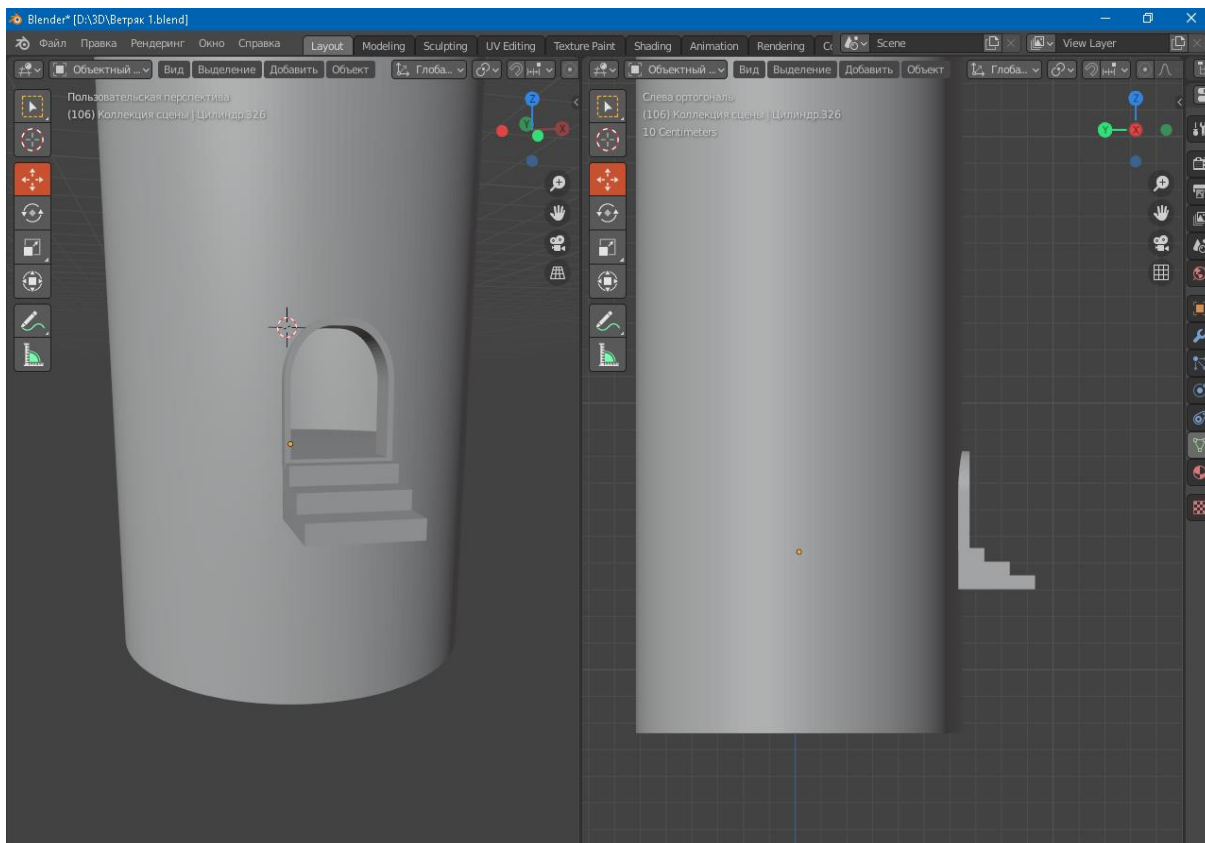 Blender* [D:\3D\Ветряк 1.blend]
Файл Правка Рендеринг Окно Справка Layout Modeling Sculpting UV Editing Texture Paint Shading Animation Rendering Scene View Layer
Объектный ... Вид Выделение Добавить Объект Глоба... Объектный ... Вид Выделение Добавить Объект Глоба...
Пользовательская перспектива
(106) Коллекция сцены | Цилиндр.326
Z
Y
X
Слева ортогональ
(106) Коллекция сцены | Цилиндр.326
10 Centimeters
Z
Y
X